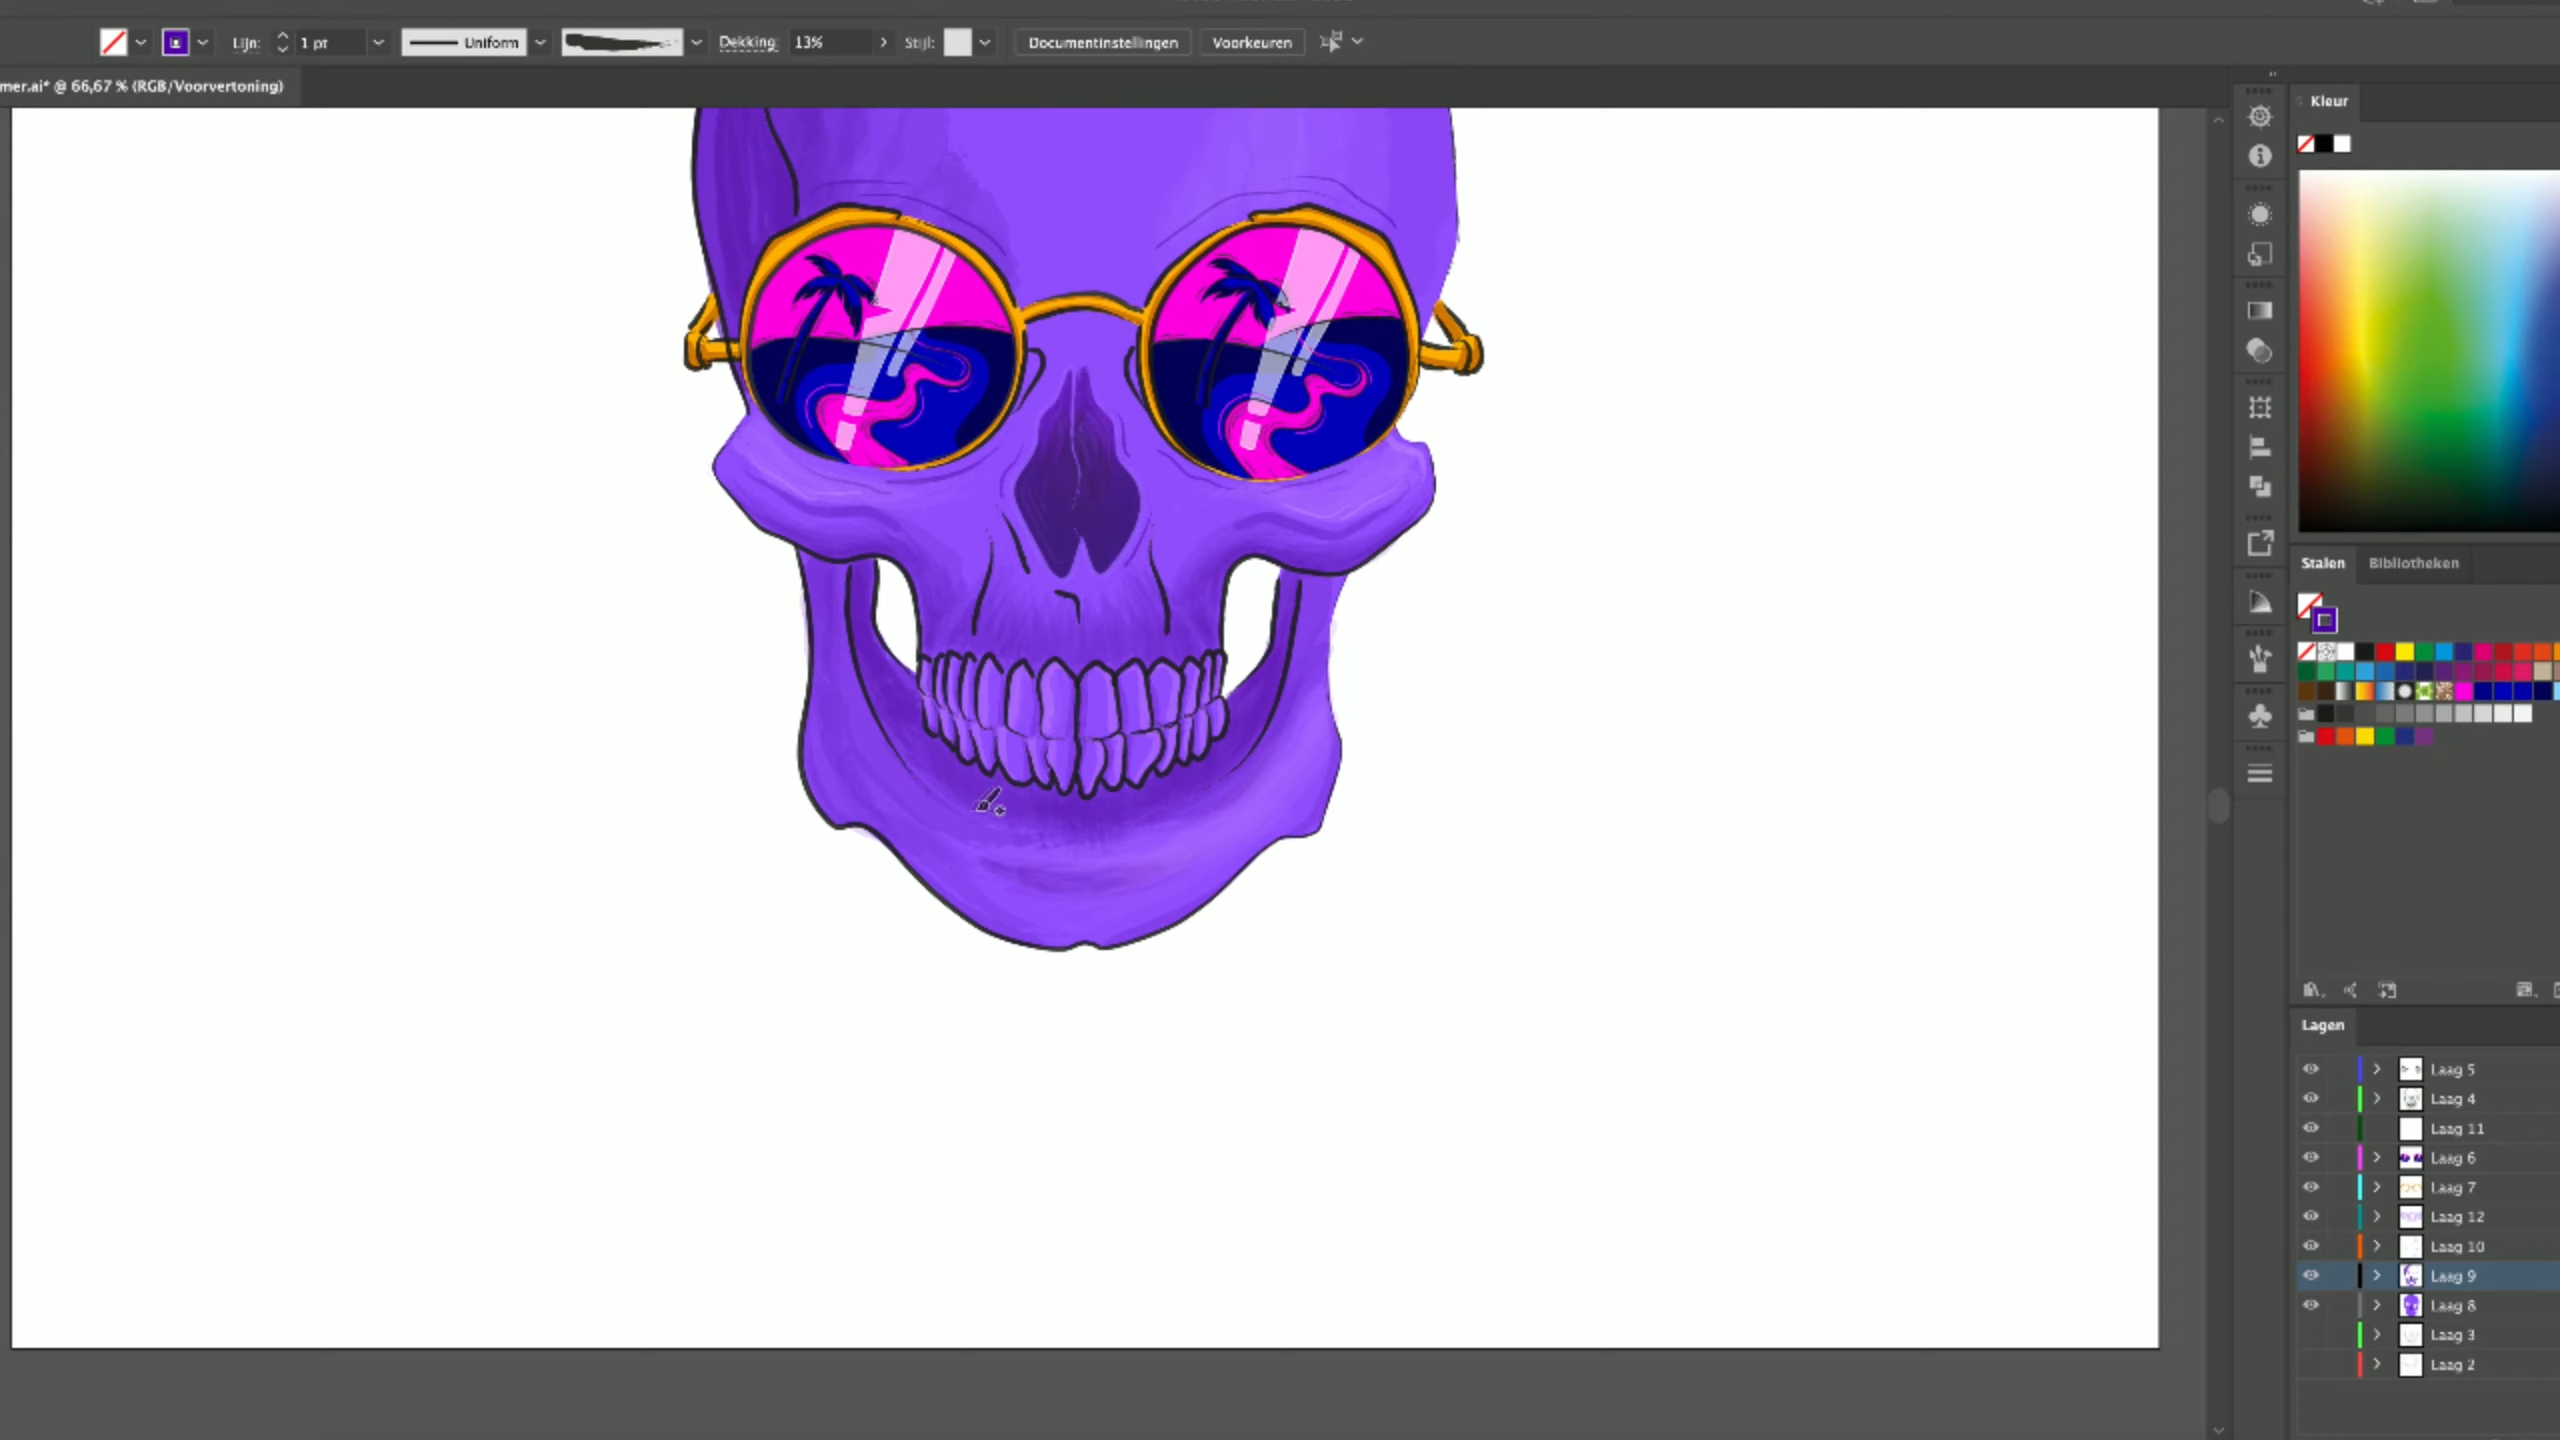 Lijn: 1 pt Uniform Dekking: 13% Stijl: Documentinstellingen Voorkeuren
mer.ai* @ 66,67 % (RGB/Voorvertoning)
Kleur
Stalen Bibliotheken
Lagen
Laag 5
Laag 4
Laag 11
Laag 6
Laag 7
Laag 12
Laag 10
Laag 9
Laag 8
Laag 3
Laag 2